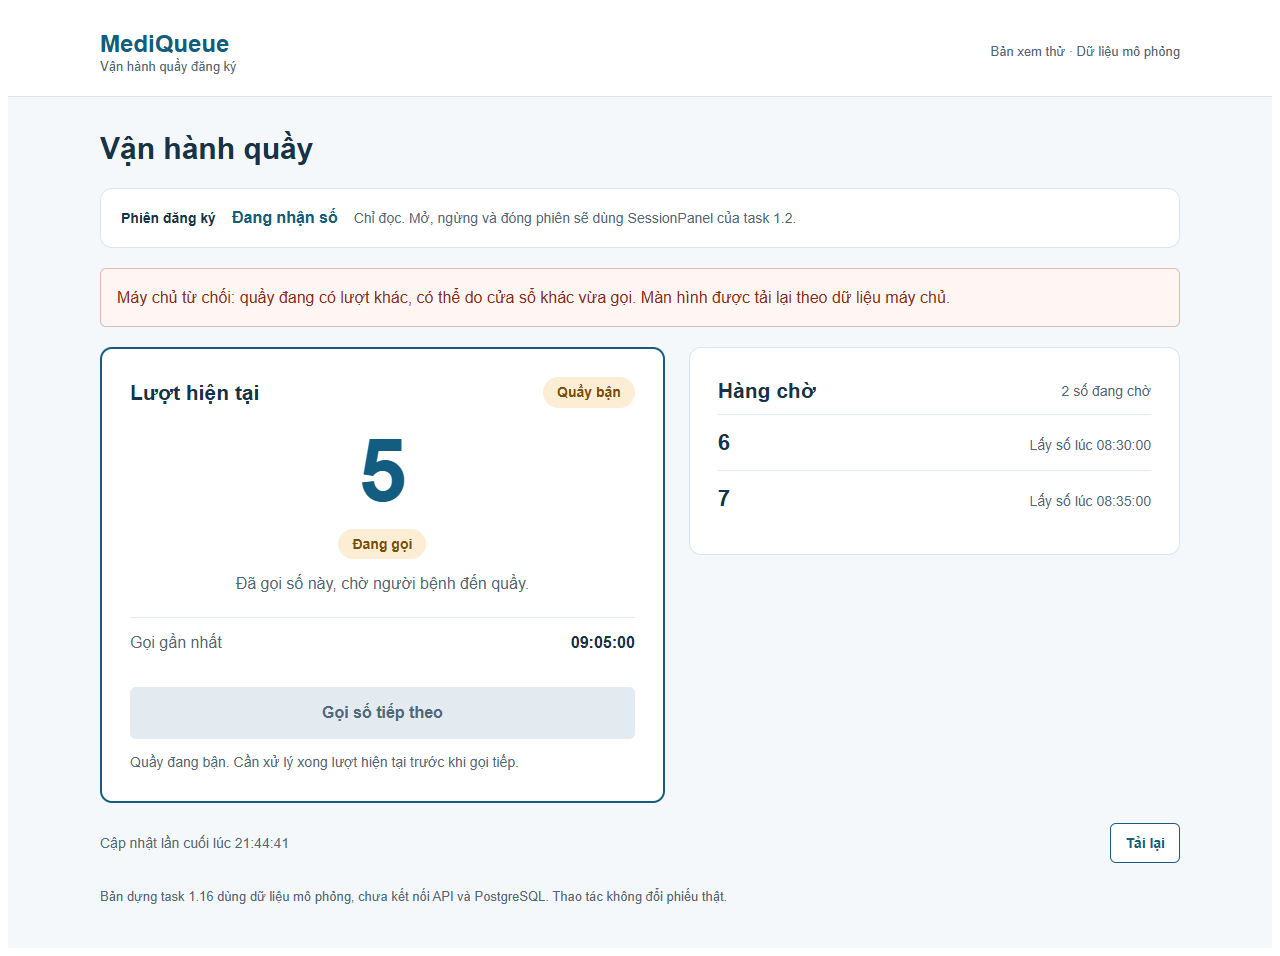 MediQueue
Vận hành quầy đăng ký
Bản xem thử · Dữ liệu mô phỏng
Vận hành quầy
Phiên đăng ký Đang nhận số Chỉ đọc. Mở, ngừng và đóng phiên sẽ dùng SessionPanel của task 1.2.
Máy chủ từ chối: quầy đang có lượt khác, có thể do cửa sổ khác vừa gọi. Màn hình được tải lại theo dữ liệu máy chủ.
Lượt hiện tại
Quầy bận
5
Đang gọi
Đã gọi số này, chờ người bệnh đến quầy.
Gọi gần nhất 09:05:00
Gọi số tiếp theo
Quầy đang bận. Cần xử lý xong lượt hiện tại trước khi gọi tiếp.
Hàng chờ
2 số đang chờ
6 Lấy số lúc 08:30:00
7 Lấy số lúc 08:35:00
Cập nhật lần cuối lúc 21:44:41
Tải lại
Bản dựng task 1.16 dùng dữ liệu mô phỏng, chưa kết nối API và PostgreSQL. Thao tác không đổi phiếu thật.